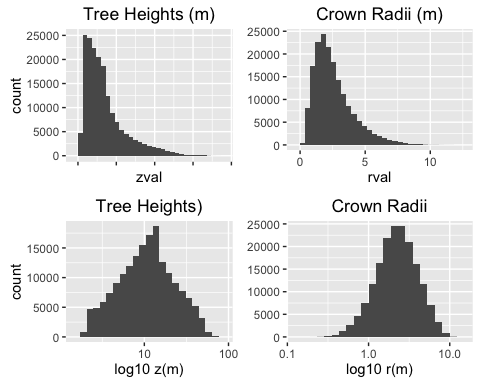 Tree Heights (m)
25000
20000
15000
10000
5000
0
count
zval
Crown Radii (m)
25000
20000
15000
10000
5000
0
0 5 10
rval
Tree Heights)
15000
10000
5000
0
count
10 100
log10 z(m)
Crown Radii
25000
20000
15000
10000
5000
0
0.1 1.0 10.0
log10 r(m)